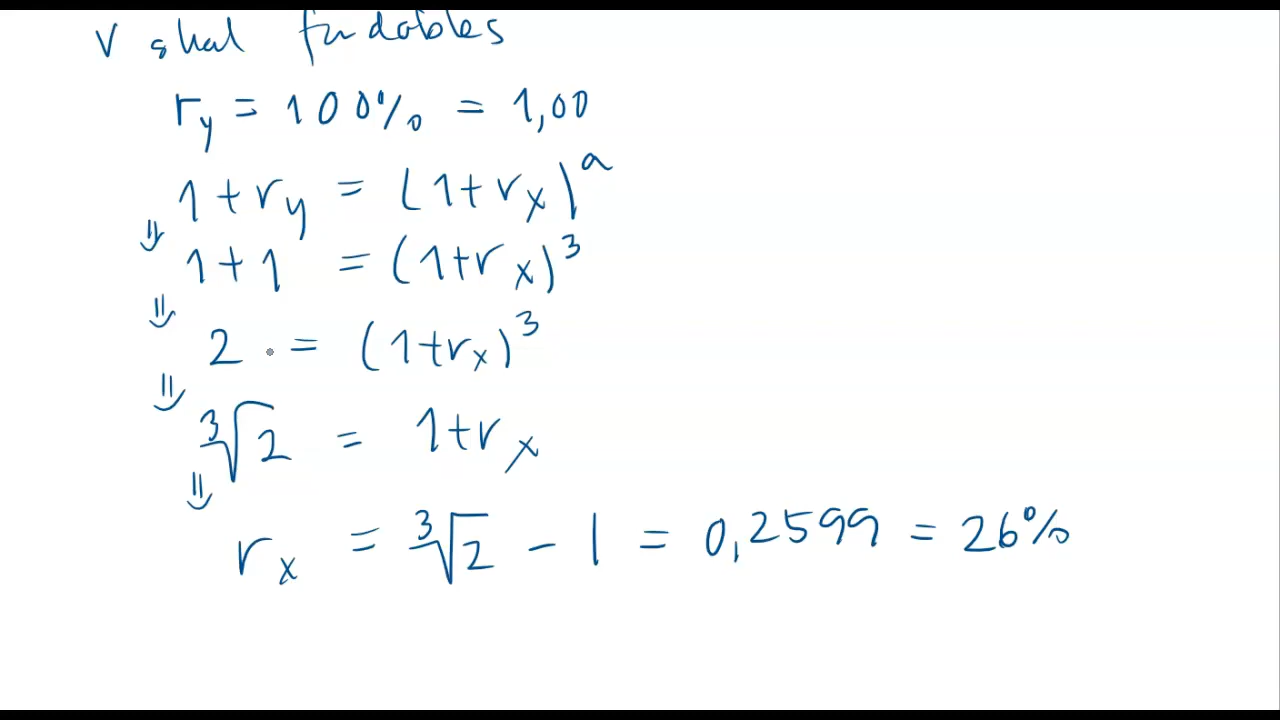 V skal fordobles
r_y = 100% = 1,00
1 + r_y = (1 + r_x)^a
⇓
1 + 1 = (1 + r_x)^3
⇓
2 = (1 + r_x)^3
⇓
∛2 = 1 + r_x
⇓
r_x = ∛2 - 1 = 0,2599 = 26%